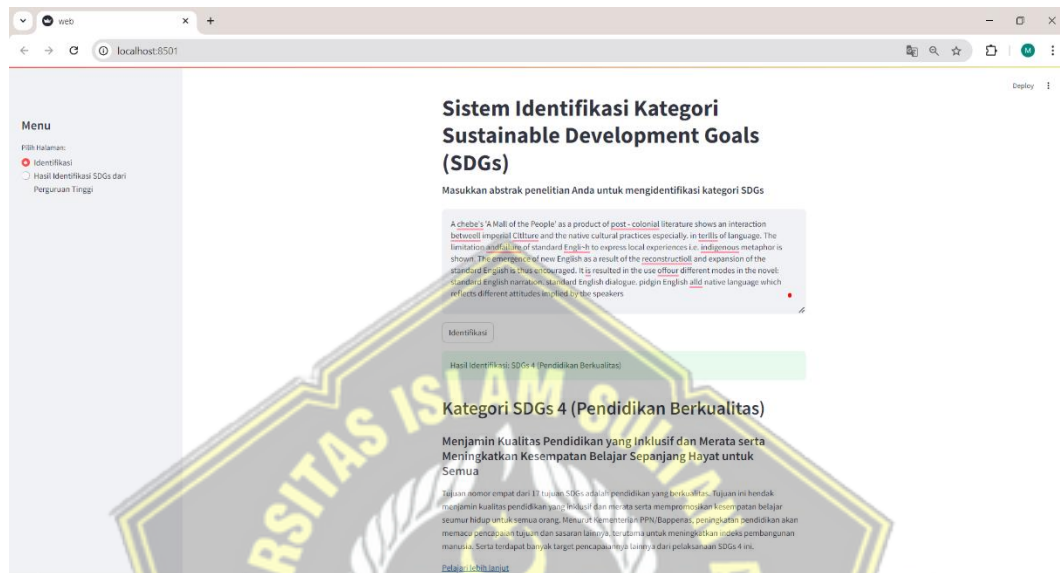 web
localhost:8501
M
Deploy
Menu
Pilih Halaman:
Identifikasi
Hasil Identifikasi SDGs dari
Perguruan Tinggi
Sistem Identifikasi Kategori
Sustainable Development Goals
(SDGs)
Masukkan abstrak penelitian Anda untuk mengidentifikasi kategori SDGs
A chebe's 'A Mall of the People' as a product of post - colonial literature shows an interaction
betweell imperial Cltlture and the native cultural practices especially, in terlls of language. The
limitation andfailure of standard Engli~h to express local experiences i.e. indigenous metaphor is
shown. The emergence of new English as a result of the reconstructioll and expansion of the
standard English is thus encouraged. It is resulted in the use offour different modes in the novel:
standard English narration, standard English dialogue, pidgin English alld native language which
reflects different attitudes implied by the speakers
Identifikasi
Hasil Identifikasi: SDGs 4 (Pendidikan Berkualitas)
Kategori SDGs 4 (Pendidikan Berkualitas)
Menjamin Kualitas Pendidikan yang Inklusif dan Merata serta
Meningkatkan Kesempatan Belajar Sepanjang Hayat untuk
Semua
Tujuan nomor empat dari 17 tujuan SDGs adalah pendidikan yang berkualitas. Tujuan ini hendak
menjamin kualitas pendidikan yang inklusif dan merata serta mempromosikan kesempatan belajar
seumur hidup untuk semua orang. Menurut Kementerian PPN/Bappenas, peningkatan pendidikan akan
memacu pencapaian tujuan dan sasaran lainnya, terutama untuk meningkatkan indeks pembangunan
manusia. Serta terdapat banyak target pencapaiannya lainnya dari pelaksanaan SDGs 4 ini.
Pelajari lebih lanjut
RSITAS ISLAM SULTAN A